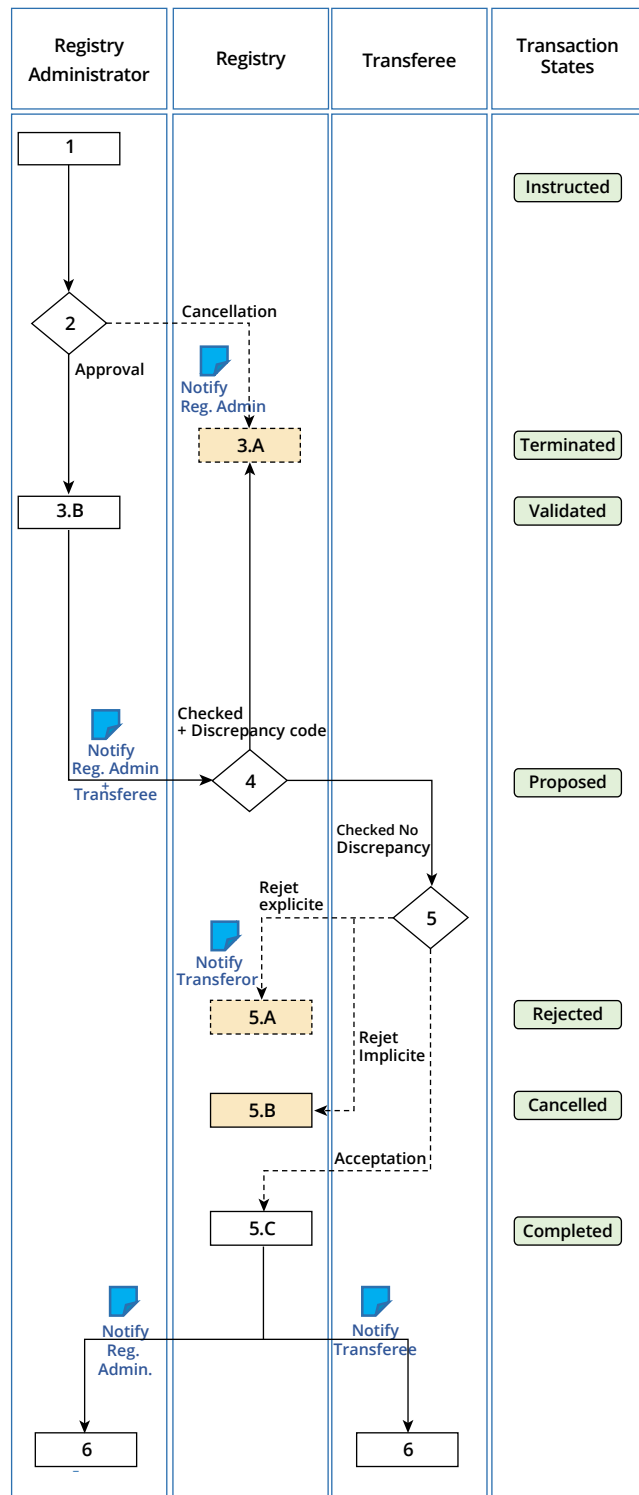 Registry
Administrator
Registry
Transferee
Transaction
States
1
Instructed
2
Cancellation
Approval
Notify
Reg. Admin
3.A
Terminated
3.B
Validated
Checked
+ Discrepancy code
Notify
Reg. Admin
+
Transferee
4
Proposed
Checked No
Discrepancy
Rejet
explicite
5
Notify
Transferor
5.A
Rejected
Rejet
Implicite
5.B
Cancelled
Acceptation
5.C
Completed
Notify
Reg.
Admin.
Notify
Transferee
6
6